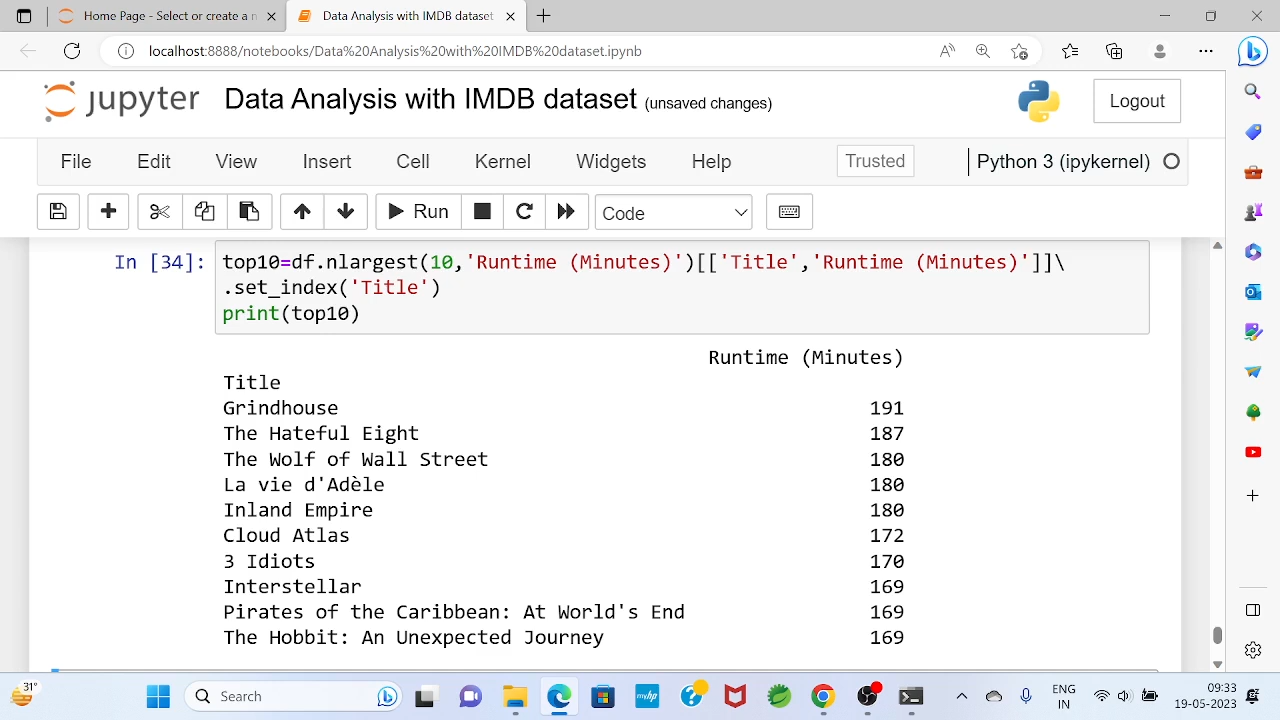 Home Page - Select or create a n
Data Analysis with IMDB dataset
localhost:8888/notebooks/Data%20Analysis%20with%20IMDB%20dataset.ipynb
jupyter Data Analysis with IMDB dataset (unsaved changes)
Logout
File Edit View Insert Cell Kernel Widgets Help Trusted Python 3 (ipykernel)
Run Code
In [34]: top10=df.nlargest(10,'Runtime (Minutes)')[['Title','Runtime (Minutes)']]\
.set_index('Title')
print(top10)
Runtime (Minutes)
Title
Grindhouse 191
The Hateful Eight 187
The Wolf of Wall Street 180
La vie d'Adèle 180
Inland Empire 180
Cloud Atlas 172
3 Idiots 170
Interstellar 169
Pirates of the Caribbean: At World's End 169
The Hobbit: An Unexpected Journey 169
31° Search ENG 09:33
IN 19-05-2023